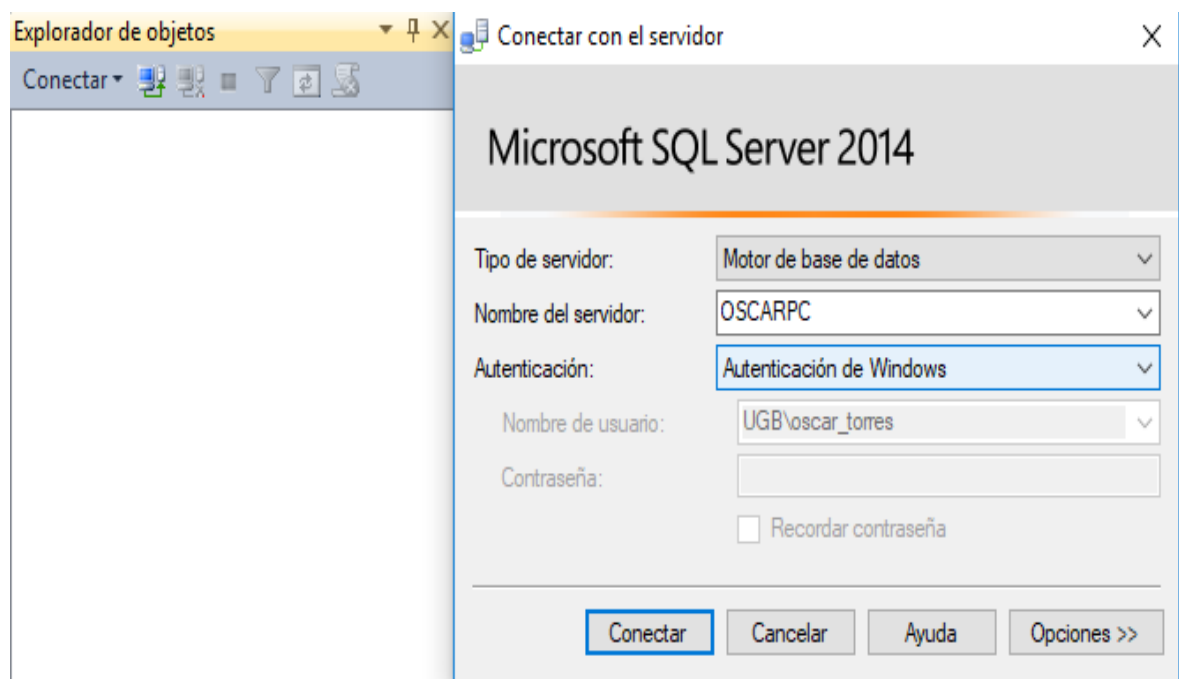 Explorador de objetos
Conectar
Conectar con el servidor
Microsoft SQL Server 2014
Tipo de servidor: Motor de base de datos
Nombre del servidor: OSCARPC
Autenticación: Autenticación de Windows
Nombre de usuario: UGB\oscar_torres
Contraseña:
Recordar contraseña
Conectar Cancelar Ayuda Opciones >>